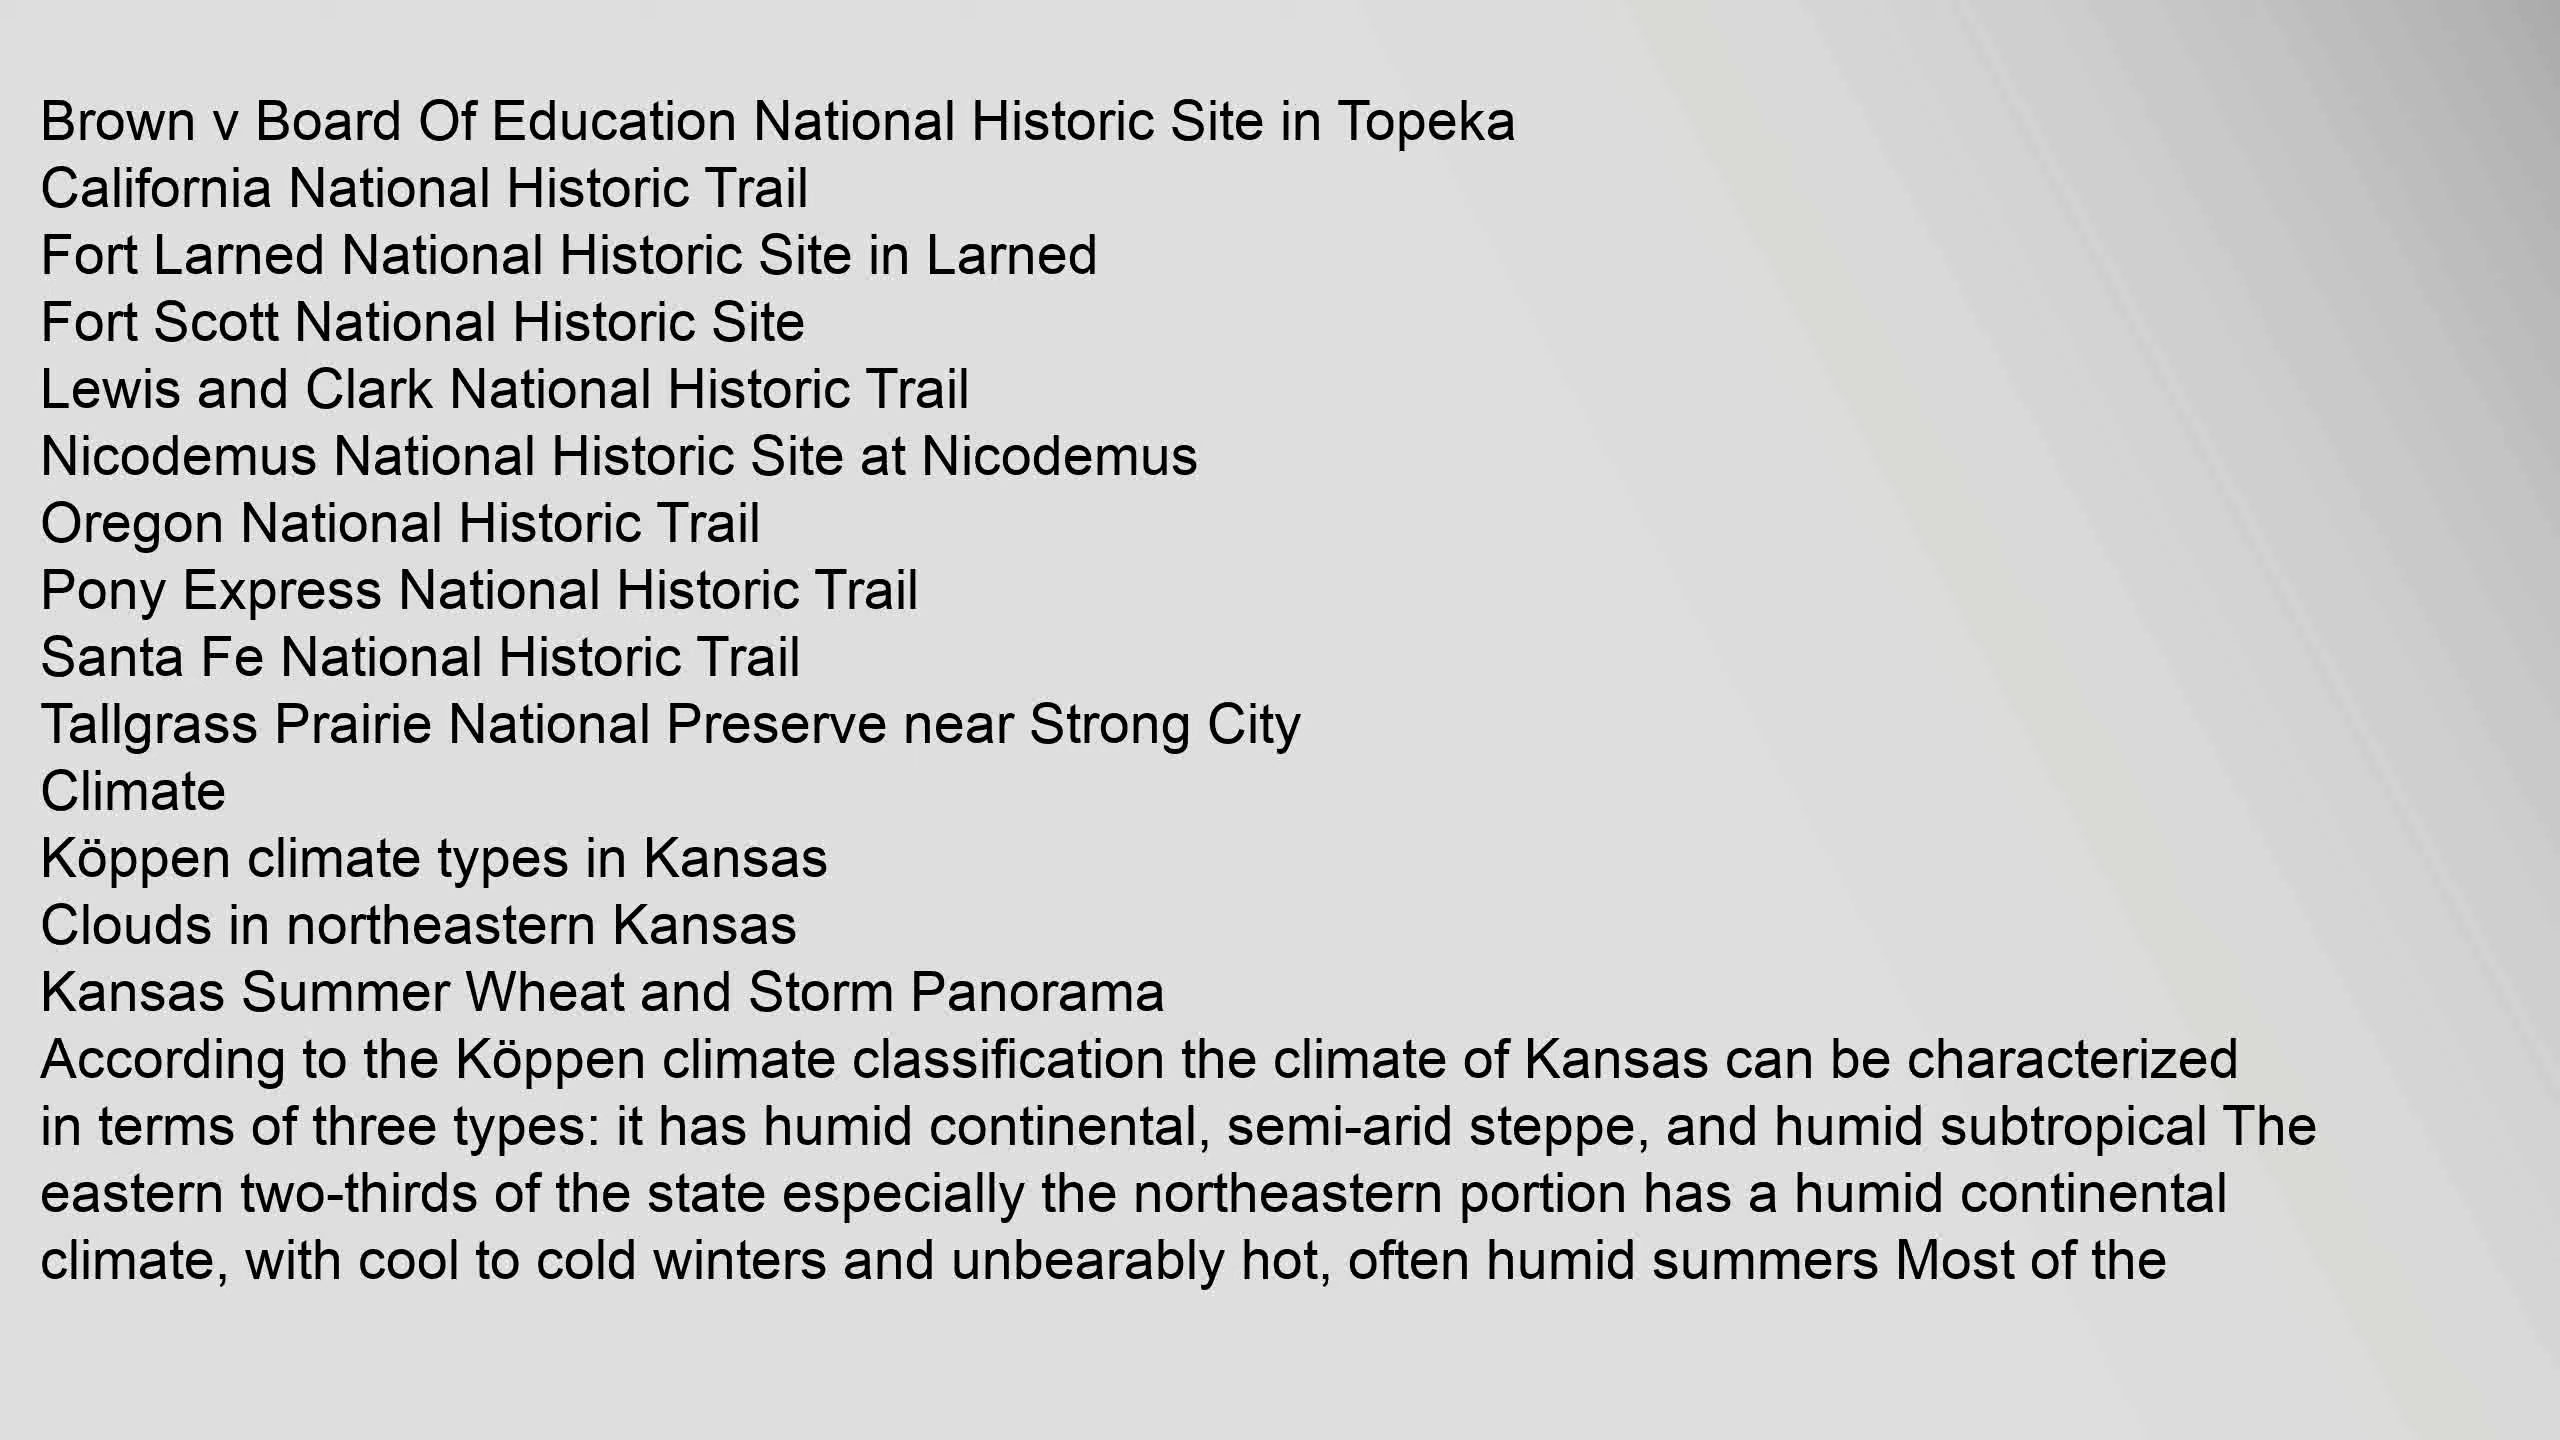 Brown v Board Of Education National Historic Site in Topeka
California National Historic Trail
Fort Larned National Historic Site in Larned
Fort Scott National Historic Site
Lewis and Clark National Historic Trail
Nicodemus National Historic Site at Nicodemus
Oregon National Historic Trail
Pony Express National Historic Trail
Santa Fe National Historic Trail
Tallgrass Prairie National Preserve near Strong City
Climate
Köppen climate types in Kansas
Clouds in northeastern Kansas
Kansas Summer Wheat and Storm Panorama
According to the Köppen climate classification the climate of Kansas can be characterized
in terms of three types: it has humid continental, semi-arid steppe, and humid subtropical The
eastern two-thirds of the state especially the northeastern portion has a humid continental
climate, with cool to cold winters and unbearably hot, often humid summers Most of the